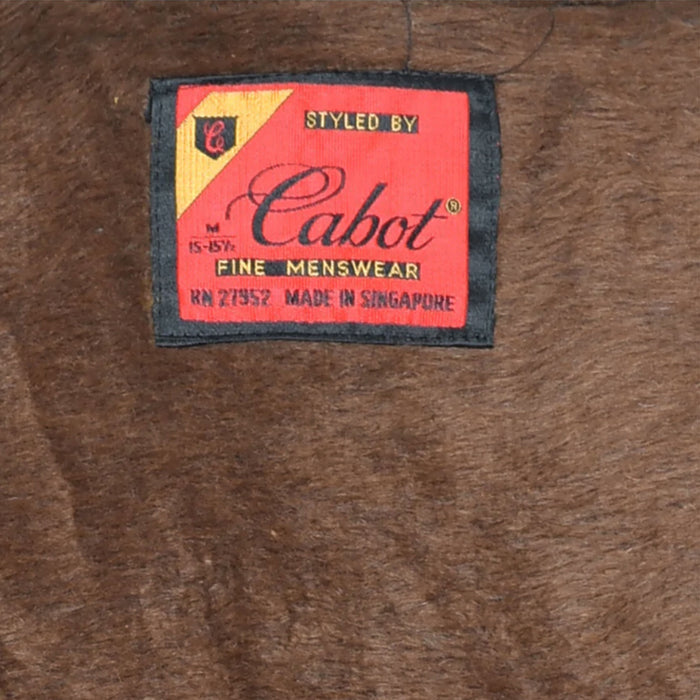 C
STYLED BY
Cabot®
M
15-15½
FINE MENSWEAR
RN 27952 MADE IN SINGAPORE